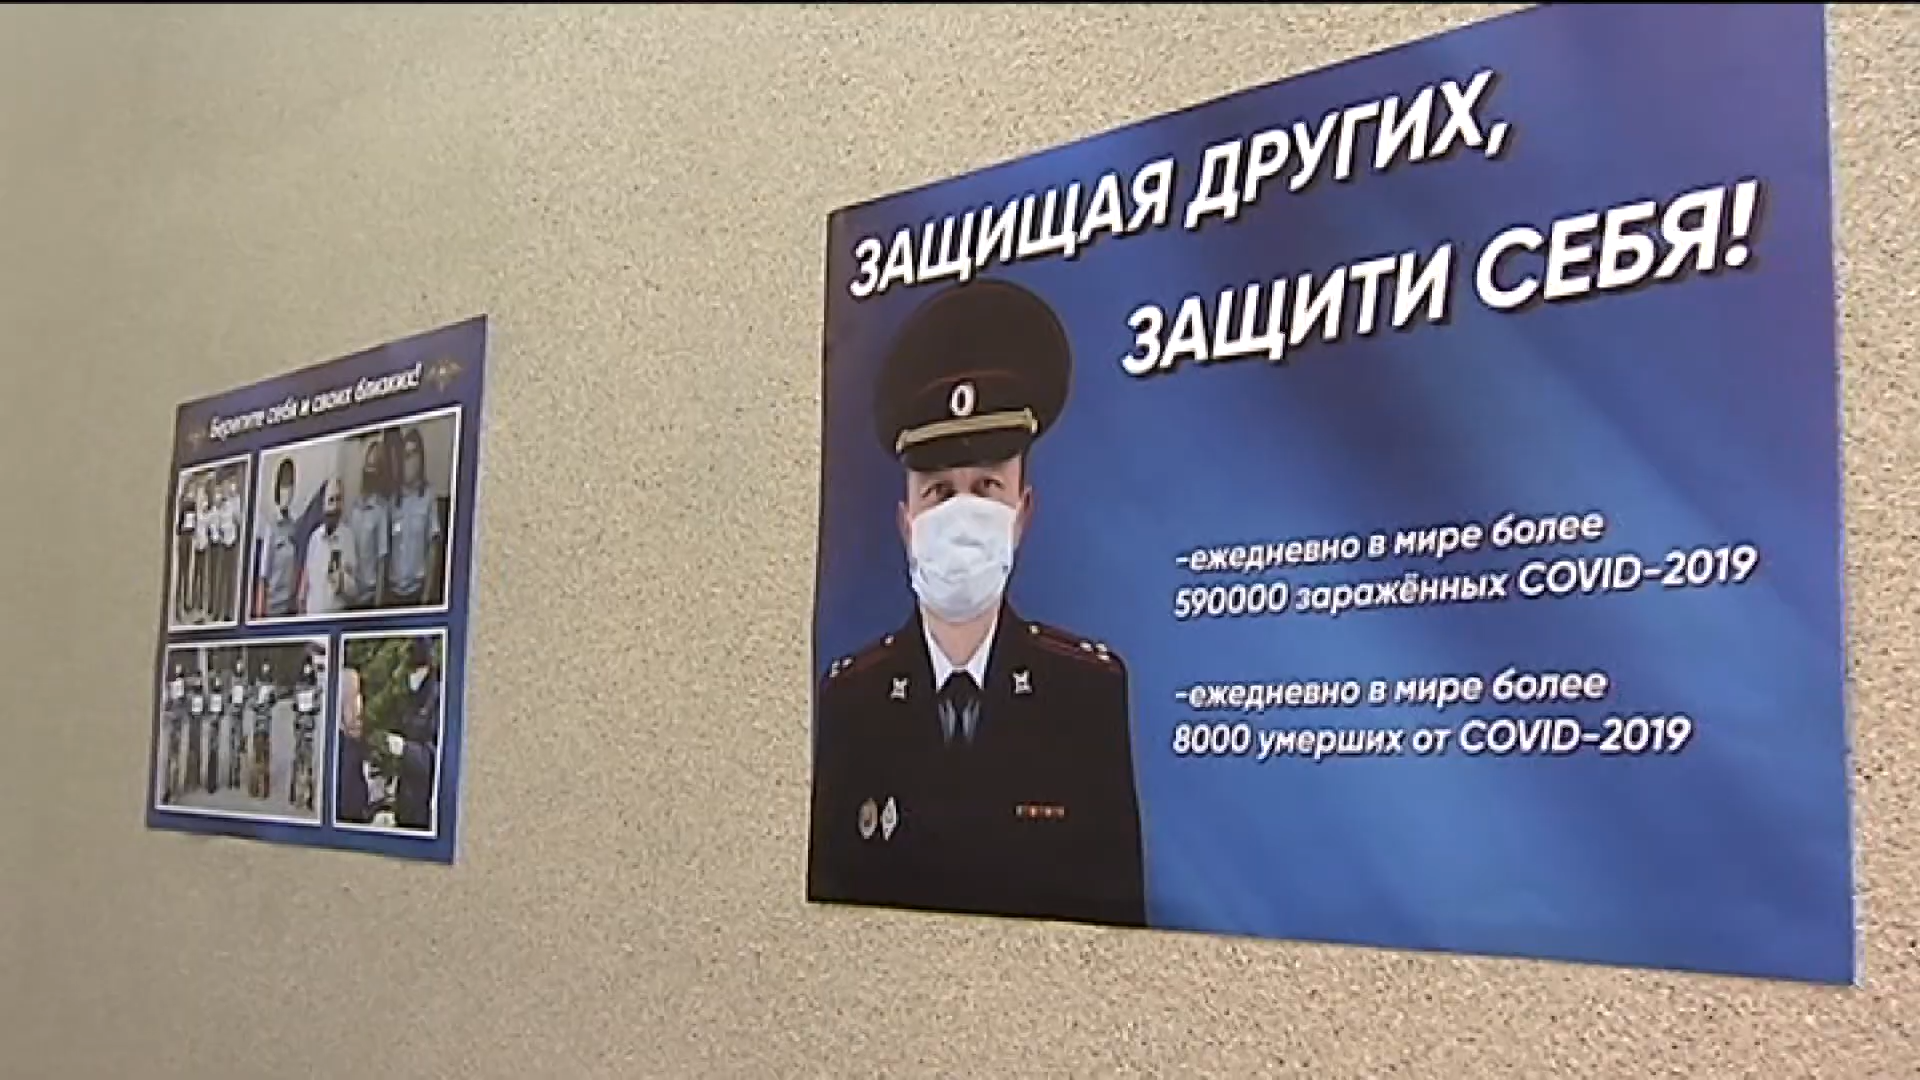 Берегите себя и своих близких!
ЗАЩИЩАЯ ДРУГИХ,
ЗАЩИТИ СЕБЯ!
-ежедневно в мире более
590000 заражённых COVID-2019
-ежедневно в мире более
8000 умерших от COVID-2019